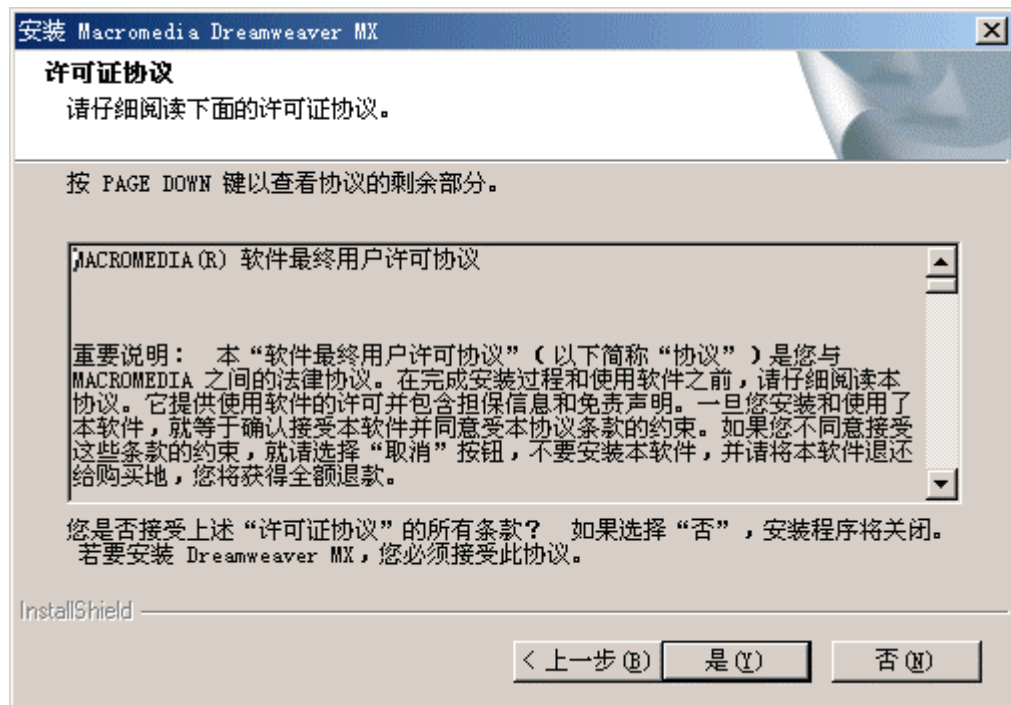 安装 Macromedia Dreamweaver MX
许可证协议
请仔细阅读下面的许可证协议。
按 PAGE DOWN 键以查看协议的剩余部分。
MACROMEDIA(R) 软件最终用户许可协议
重要说明： 本“软件最终用户许可协议”(以下简称“协议”)是您与
MACROMEDIA 之间的法律协议。在完成安装过程和使用软件之前，请仔细阅读本
协议。它提供使用软件的许可并包含担保信息和免责声明。一旦您安装和使用了
本软件，就等于确认接受本软件并同意受本协议条款的约束。如果您不同意接受
这些条款的约束，就请选择“取消”按钮，不要安装本软件，并请将本软件退还
给购买地，您将获得全额退款。
您是否接受上述“许可证协议”的所有条款？ 如果选择“否”，安装程序将关闭。
若要安装 Dreamweaver MX，您必须接受此协议。
InstallShield
< 上一步(B) 是(Y) 否(N)